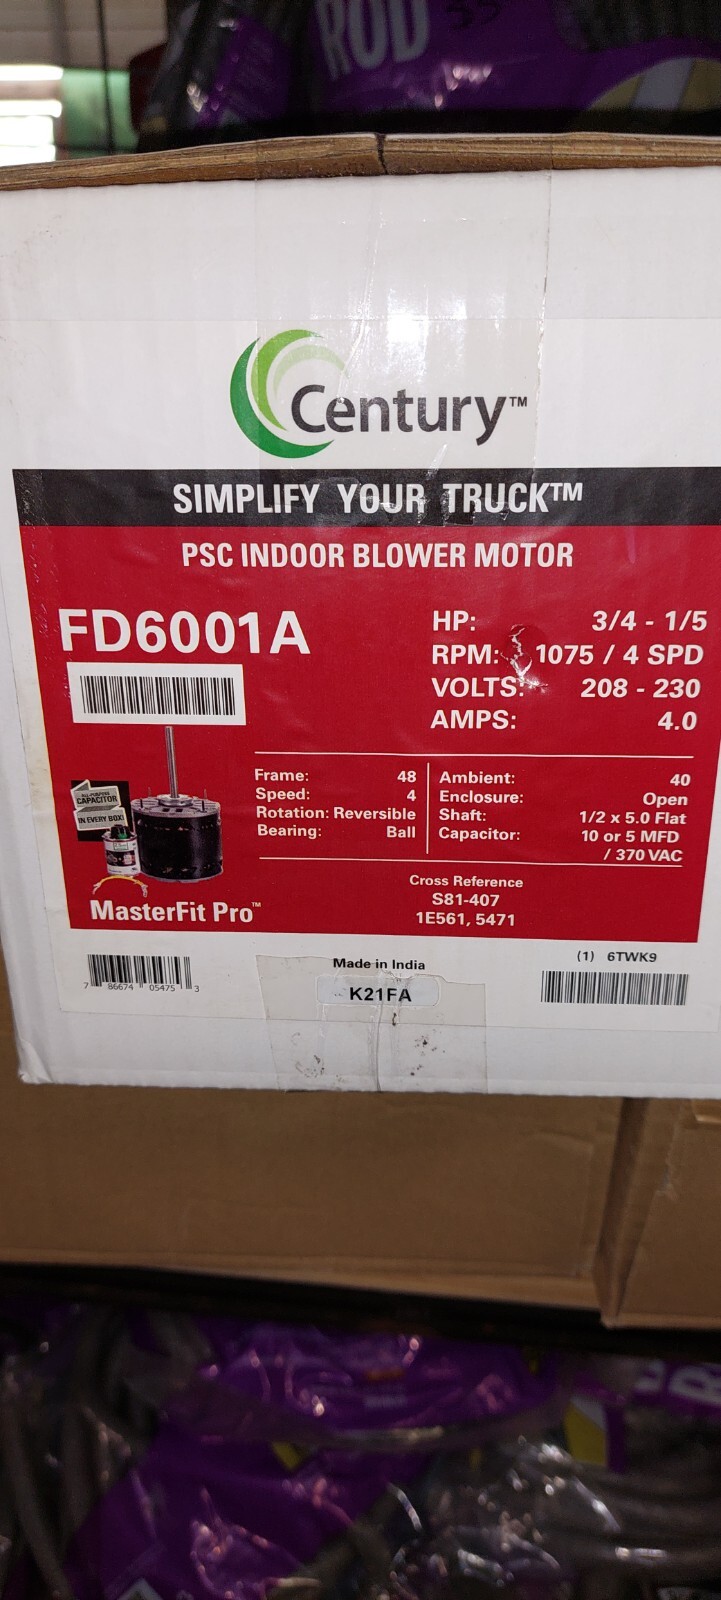 ROD
Century™
SIMPLIFY YOUR TRUCK™
PSC INDOOR BLOWER MOTOR
FD6001A
HP: 3/4 - 1/5
RPM: 1075 / 4 SPD
VOLTS: 208 - 230
AMPS: 4.0
Frame: 48
Speed: 4
Rotation: Reversible
Bearing: Ball
Ambient: 40
Enclosure: Open
Shaft: 1/2 x 5.0 Flat
Capacitor: 10 or 5 MFD
/ 370 VAC
ALL-PURPOSE
CAPACITOR
IN EVERY BOX!
MasterFit Pro™
Cross Reference
S81-407
1E561, 5471
Made in India
K21FA
7 86674 05475 3
(1) 6TWK9